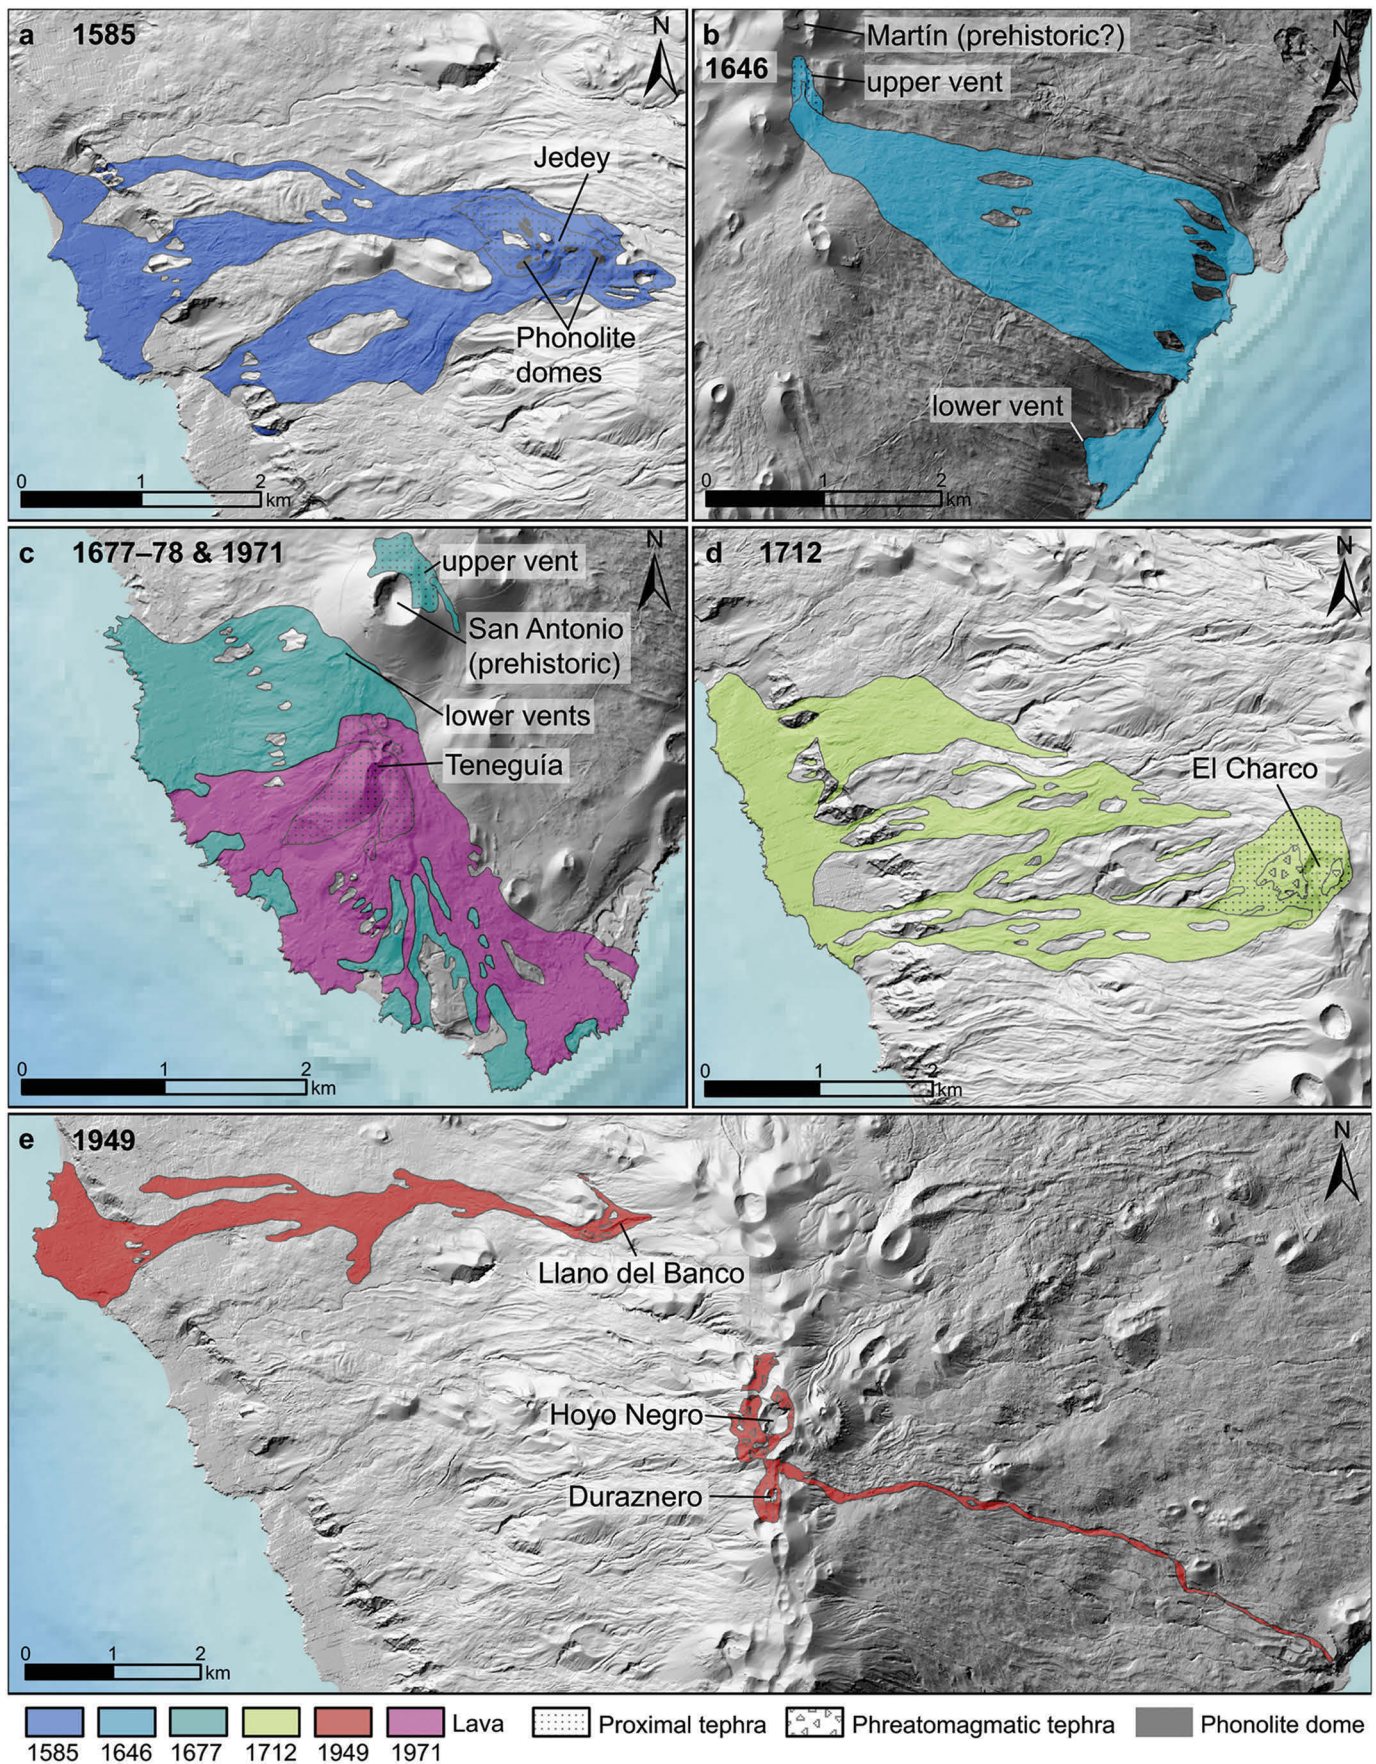 a 1585
N
Jedey
Phonolite
domes
0 1 2
km
b
1646
N
Martín (prehistoric?)
upper vent
lower vent
0 1 2
km
c 1677–78 & 1971
N
upper vent
San Antonio
(prehistoric)
lower vents
Teneguía
0 1 2
km
d 1712
N
El Charco
0 1 2
km
e 1949
N
Llano del Banco
Hoyo Negro
Duraznero
0 1 2
km
Lava Proximal tephra Phreatomagmatic tephra Phonolite dome
1585 1646 1677 1712 1949 1971